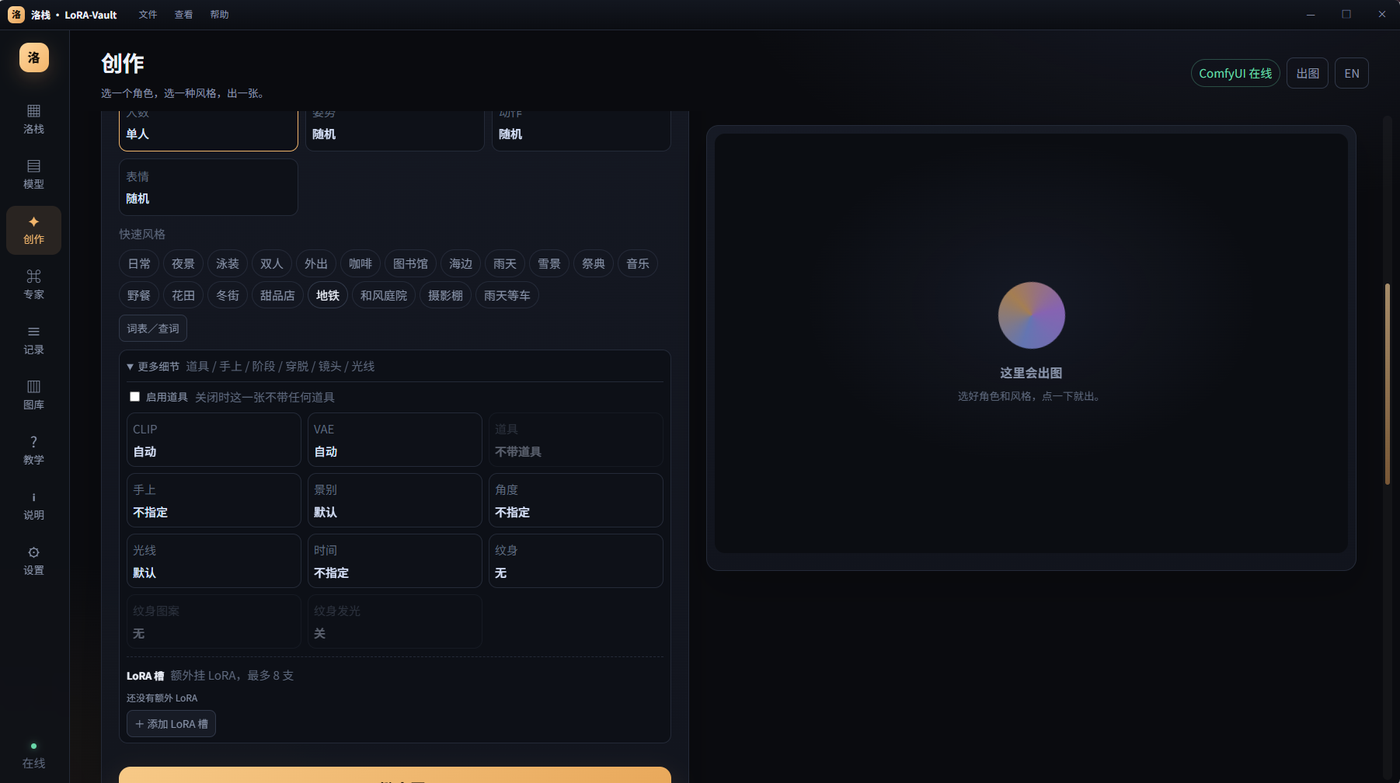 洛 洛栈 · LoRA-Vault 文件 查看 帮助
洛
洛栈
模型
创作
专家
记录
图库
? 教学
i 说明
设置
在线
创作
选一个角色，选一种风格，出一张。
ComfyUI 在线 出图 EN
人数 姿势 动作
单人 随机 随机
表情
随机
快速风格
日常 夜景 泳装 双人 外出 咖啡 图书馆 海边 雨天 雪景 祭典 音乐
野餐 花田 冬街 甜品店 地铁 和风庭院 摄影棚 雨天等车
词表／查词
▼ 更多细节 道具 / 手上 / 阶段 / 穿脱 / 镜头 / 光线
启用道具 关闭时这一张不带任何道具
CLIP VAE 道具
自动 自动 不带道具
手上 景别 角度
不指定 默认 不指定
光线 时间 纹身
默认 不指定 无
纹身图案 纹身发光
无 关
LoRA 槽 额外挂 LoRA，最多 8 支
还没有额外 LoRA
＋ 添加 LoRA 槽
这里会出图
选好角色和风格，点一下就出。